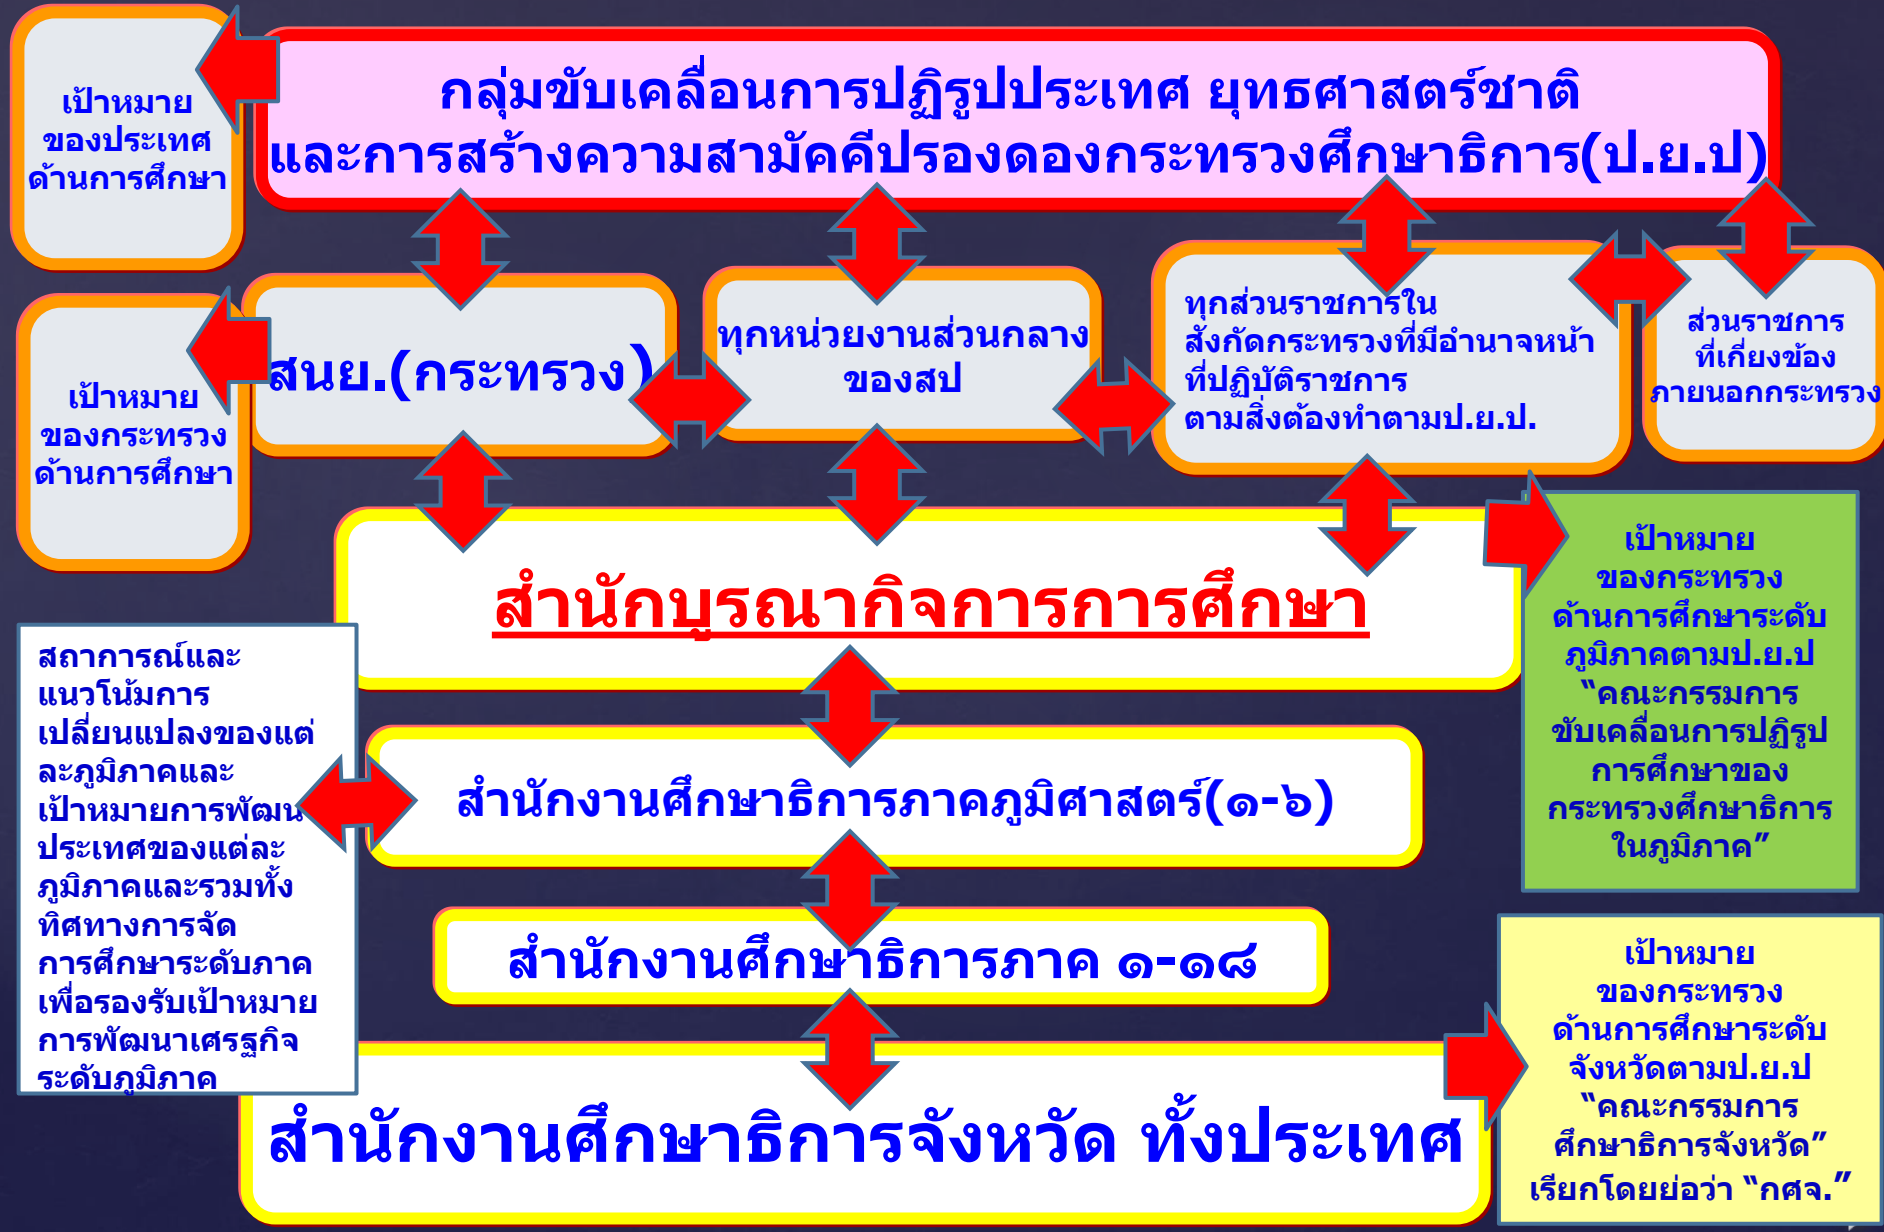 เป้าหมาย
ของประเทศ
ด้านการศึกษา
กลุ่มขับเคลื่อนการปฏิรูปประเทศ ยุทธศาสตร์ชาติ
และการสร้างความสามัคคีปรองดองกระทรวงศึกษาธิการ(ป.ย.ป)
เป้าหมาย
ของกระทรวง
ด้านการศึกษา
สนย.(กระทรวง)
ทุกหน่วยงานส่วนกลาง
ของสป
ทุกส่วนราชการใน
สังกัดกระทรวงที่มีอำนาจหน้า
ที่ปฏิบัติราชการ
ตามสิ่งต้องทำตามป.ย.ป.
ส่วนราชการ
ที่เกี่ยงข้อง
ภายนอกกระทรวง
สำนักบูรณากิจการการศึกษา
เป้าหมาย
ของกระทรวง
ด้านการศึกษาระดับ
ภูมิภาคตามป.ย.ป
“คณะกรรมการ
ขับเคลื่อนการปฏิรูป
การศึกษาของ
กระทรวงศึกษาธิการ
ในภูมิภาค”
สถาการณ์และ
แนวโน้มการ
เปลี่ยนแปลงของแต่
ละภูมิภาคและ
เป้าหมายการพัฒน
ประเทศของแต่ละ
ภูมิภาคและรวมทั้ง
ทิศทางการจัด
การศึกษาระดับภาค
เพื่อรองรับเป้าหมาย
การพัฒนาเศรฐกิจ
ระดับภูมิภาค
สำนักงานศึกษาธิการภาคภูมิศาสตร์(๑-๖)
สำนักงานศึกษาธิการภาค ๑-๑๘
สำนักงานศึกษาธิการจังหวัด ทั้งประเทศ
เป้าหมาย
ของกระทรวง
ด้านการศึกษาระดับ
จังหวัดตามป.ย.ป
“คณะกรรมการ
ศึกษาธิการจังหวัด”
เรียกโดยย่อว่า “กศจ.”